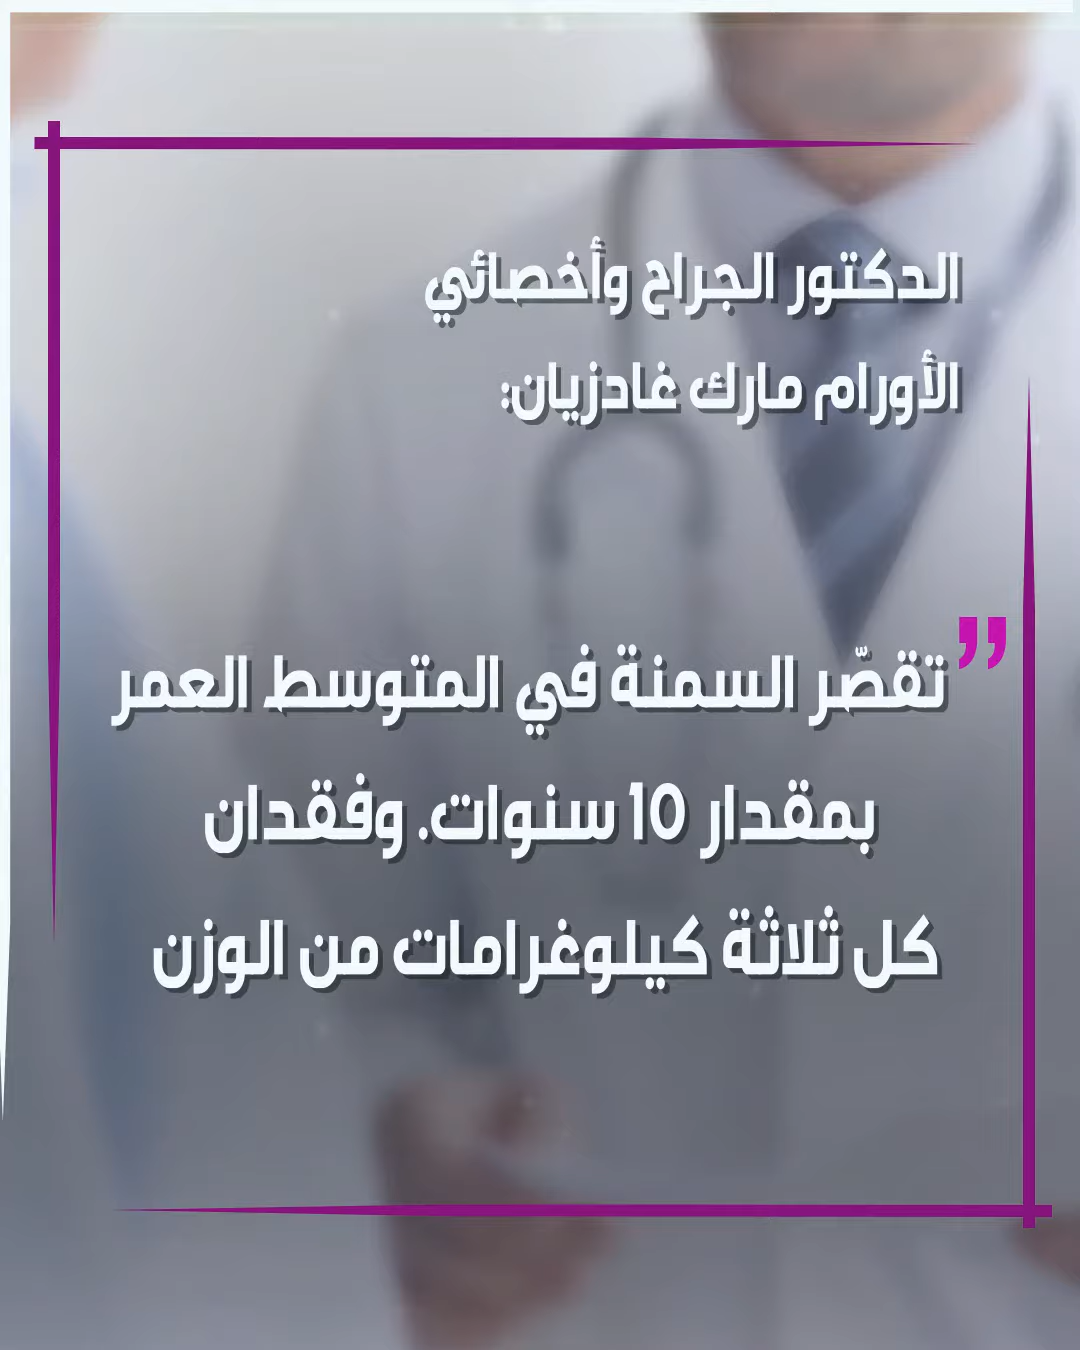 الدكتور الجراح وأخصائي
الأورام مارك غادزيان:
”تقصّر السمنة في المتوسط العمر
بمقدار 10 سنوات. وفقدان
كل ثلاثة كيلوغرامات من الوزن